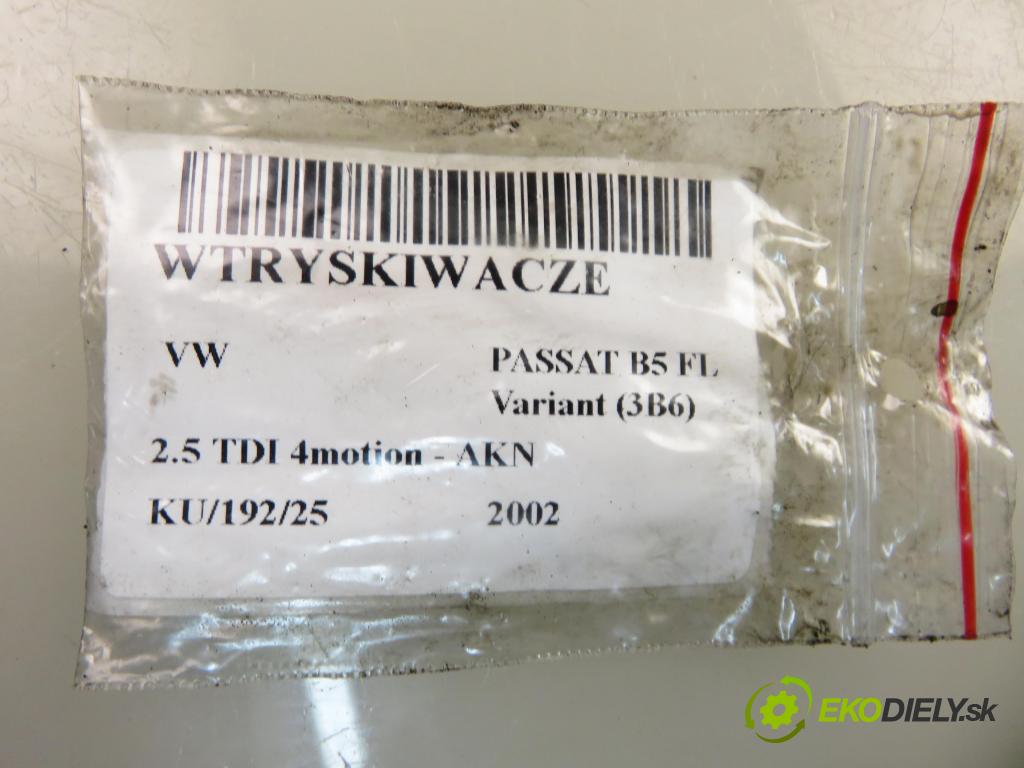 WTRYSKIWACZE
VW
PASSAT B5 FL
Variant (3B6)
2.5 TDI 4motion - AKN
KU/192/25
2002
EKODIELY.sk